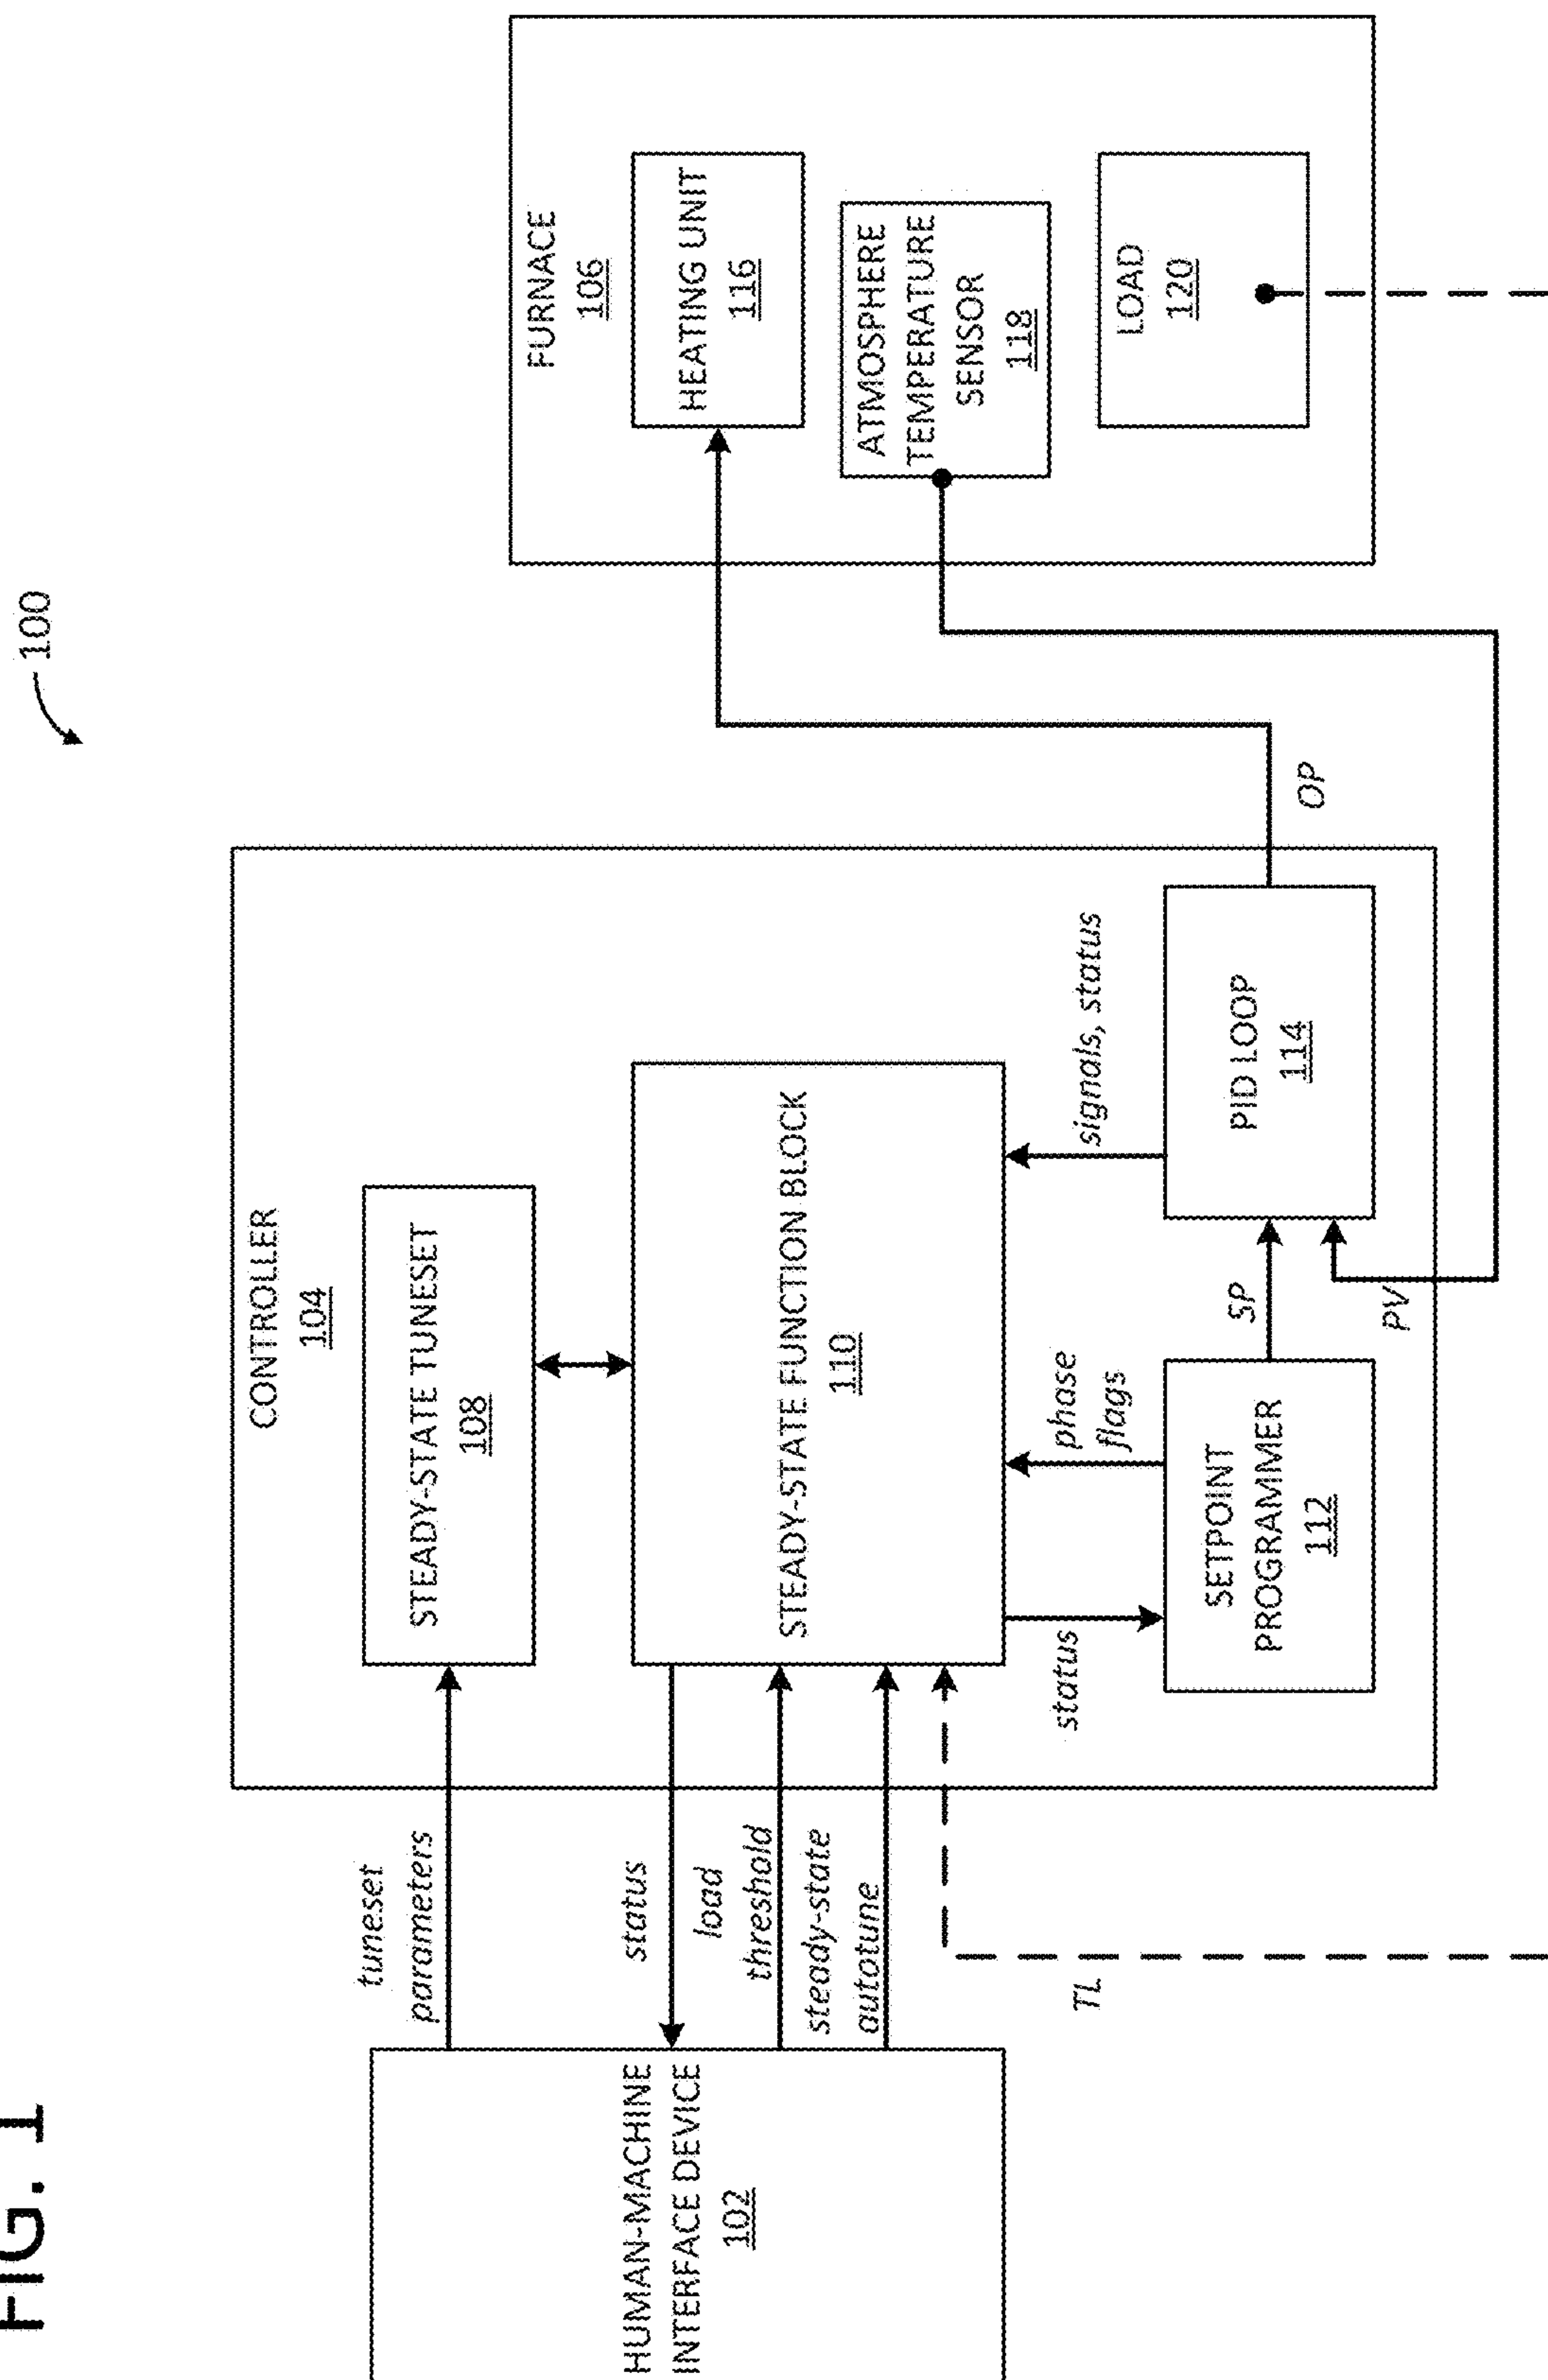 FIG. 1
100
HUMAN-MACHINE
INTERFACE DEVICE
102
tuneset
parameters
status
load
threshold
steady-state
autotune
TL
CONTROLLER
104
STEADY-STATE TUNESET
108
STEADY-STATE FUNCTION BLOCK
110
status
phase
flags
signals, status
SETPOINT
PROGRAMMER
112
SP
PV
PID LOOP
114
OP
FURNACE
106
HEATING UNIT
116
ATMOSPHERE
TEMPERATURE
SENSOR
118
LOAD
120